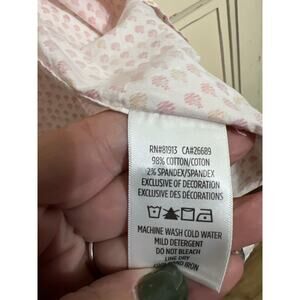 RN#81913 CA#26689
98% COTTON/COTON
2% SPANDEX/SPANDEX
EXCLUSIVE OF DECORATION
EXCLUSIVE DES DÉCORATIONS
MACHINE WASH COLD WATER
MILD DETERGENT
DO NOT BLEACH
LINE DRY
IRON